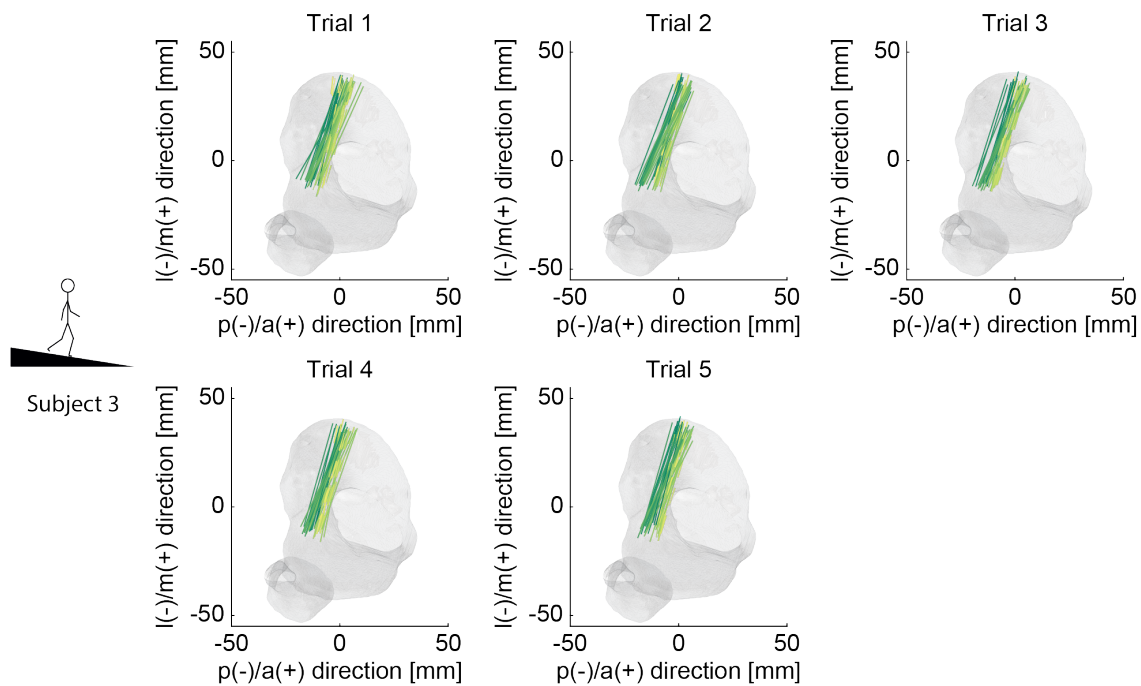 Trial 1
Trial 2
Trial 3
l(-)/m(+) direction [mm]
50
0
-50
-50
0
50
p(-)/a(+) direction [mm]
l(-)/m(+) direction [mm]
50
0
-50
-50
0
50
p(-)/a(+) direction [mm]
l(-)/m(+) direction [mm]
50
0
-50
-50
0
50
p(-)/a(+) direction [mm]
Subject 3
Trial 4
Trial 5
l(-)/m(+) direction [mm]
50
0
-50
-50
0
50
p(-)/a(+) direction [mm]
l(-)/m(+) direction [mm]
50
0
-50
-50
0
50
p(-)/a(+) direction [mm]